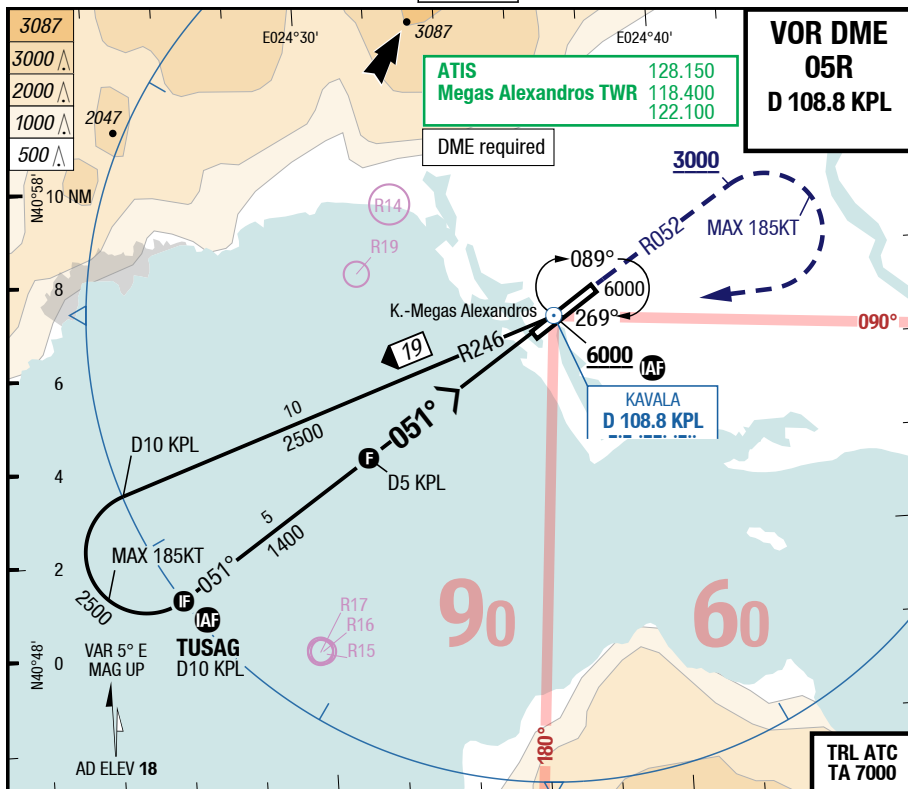 3087
3000
2000
1000
500
2047
3087
E024°30'
E024°40'
ATIS 128.150
Megas Alexandros TWR 118.400
122.100
DME required
VOR DME
05R
D 108.8 KPL
N40°58'
10 NM
8
6
4
2
0
N40°48'
R14
R19
3000
R052
MAX 185KT
089°
6000
269°
K.-Megas Alexandros
6000
IAF
090°
KAVALA
D 108.8 KPL
19
R246
10
2500
051°
D10 KPL
F
D5 KPL
5
1400
MAX 185KT
051°
2500
IF
IAF
TUSAG
D10 KPL
R17
R16
R15
90
60
180°
VAR 5° E
MAG UP
AD ELEV 18
TRL ATC
TA 7000